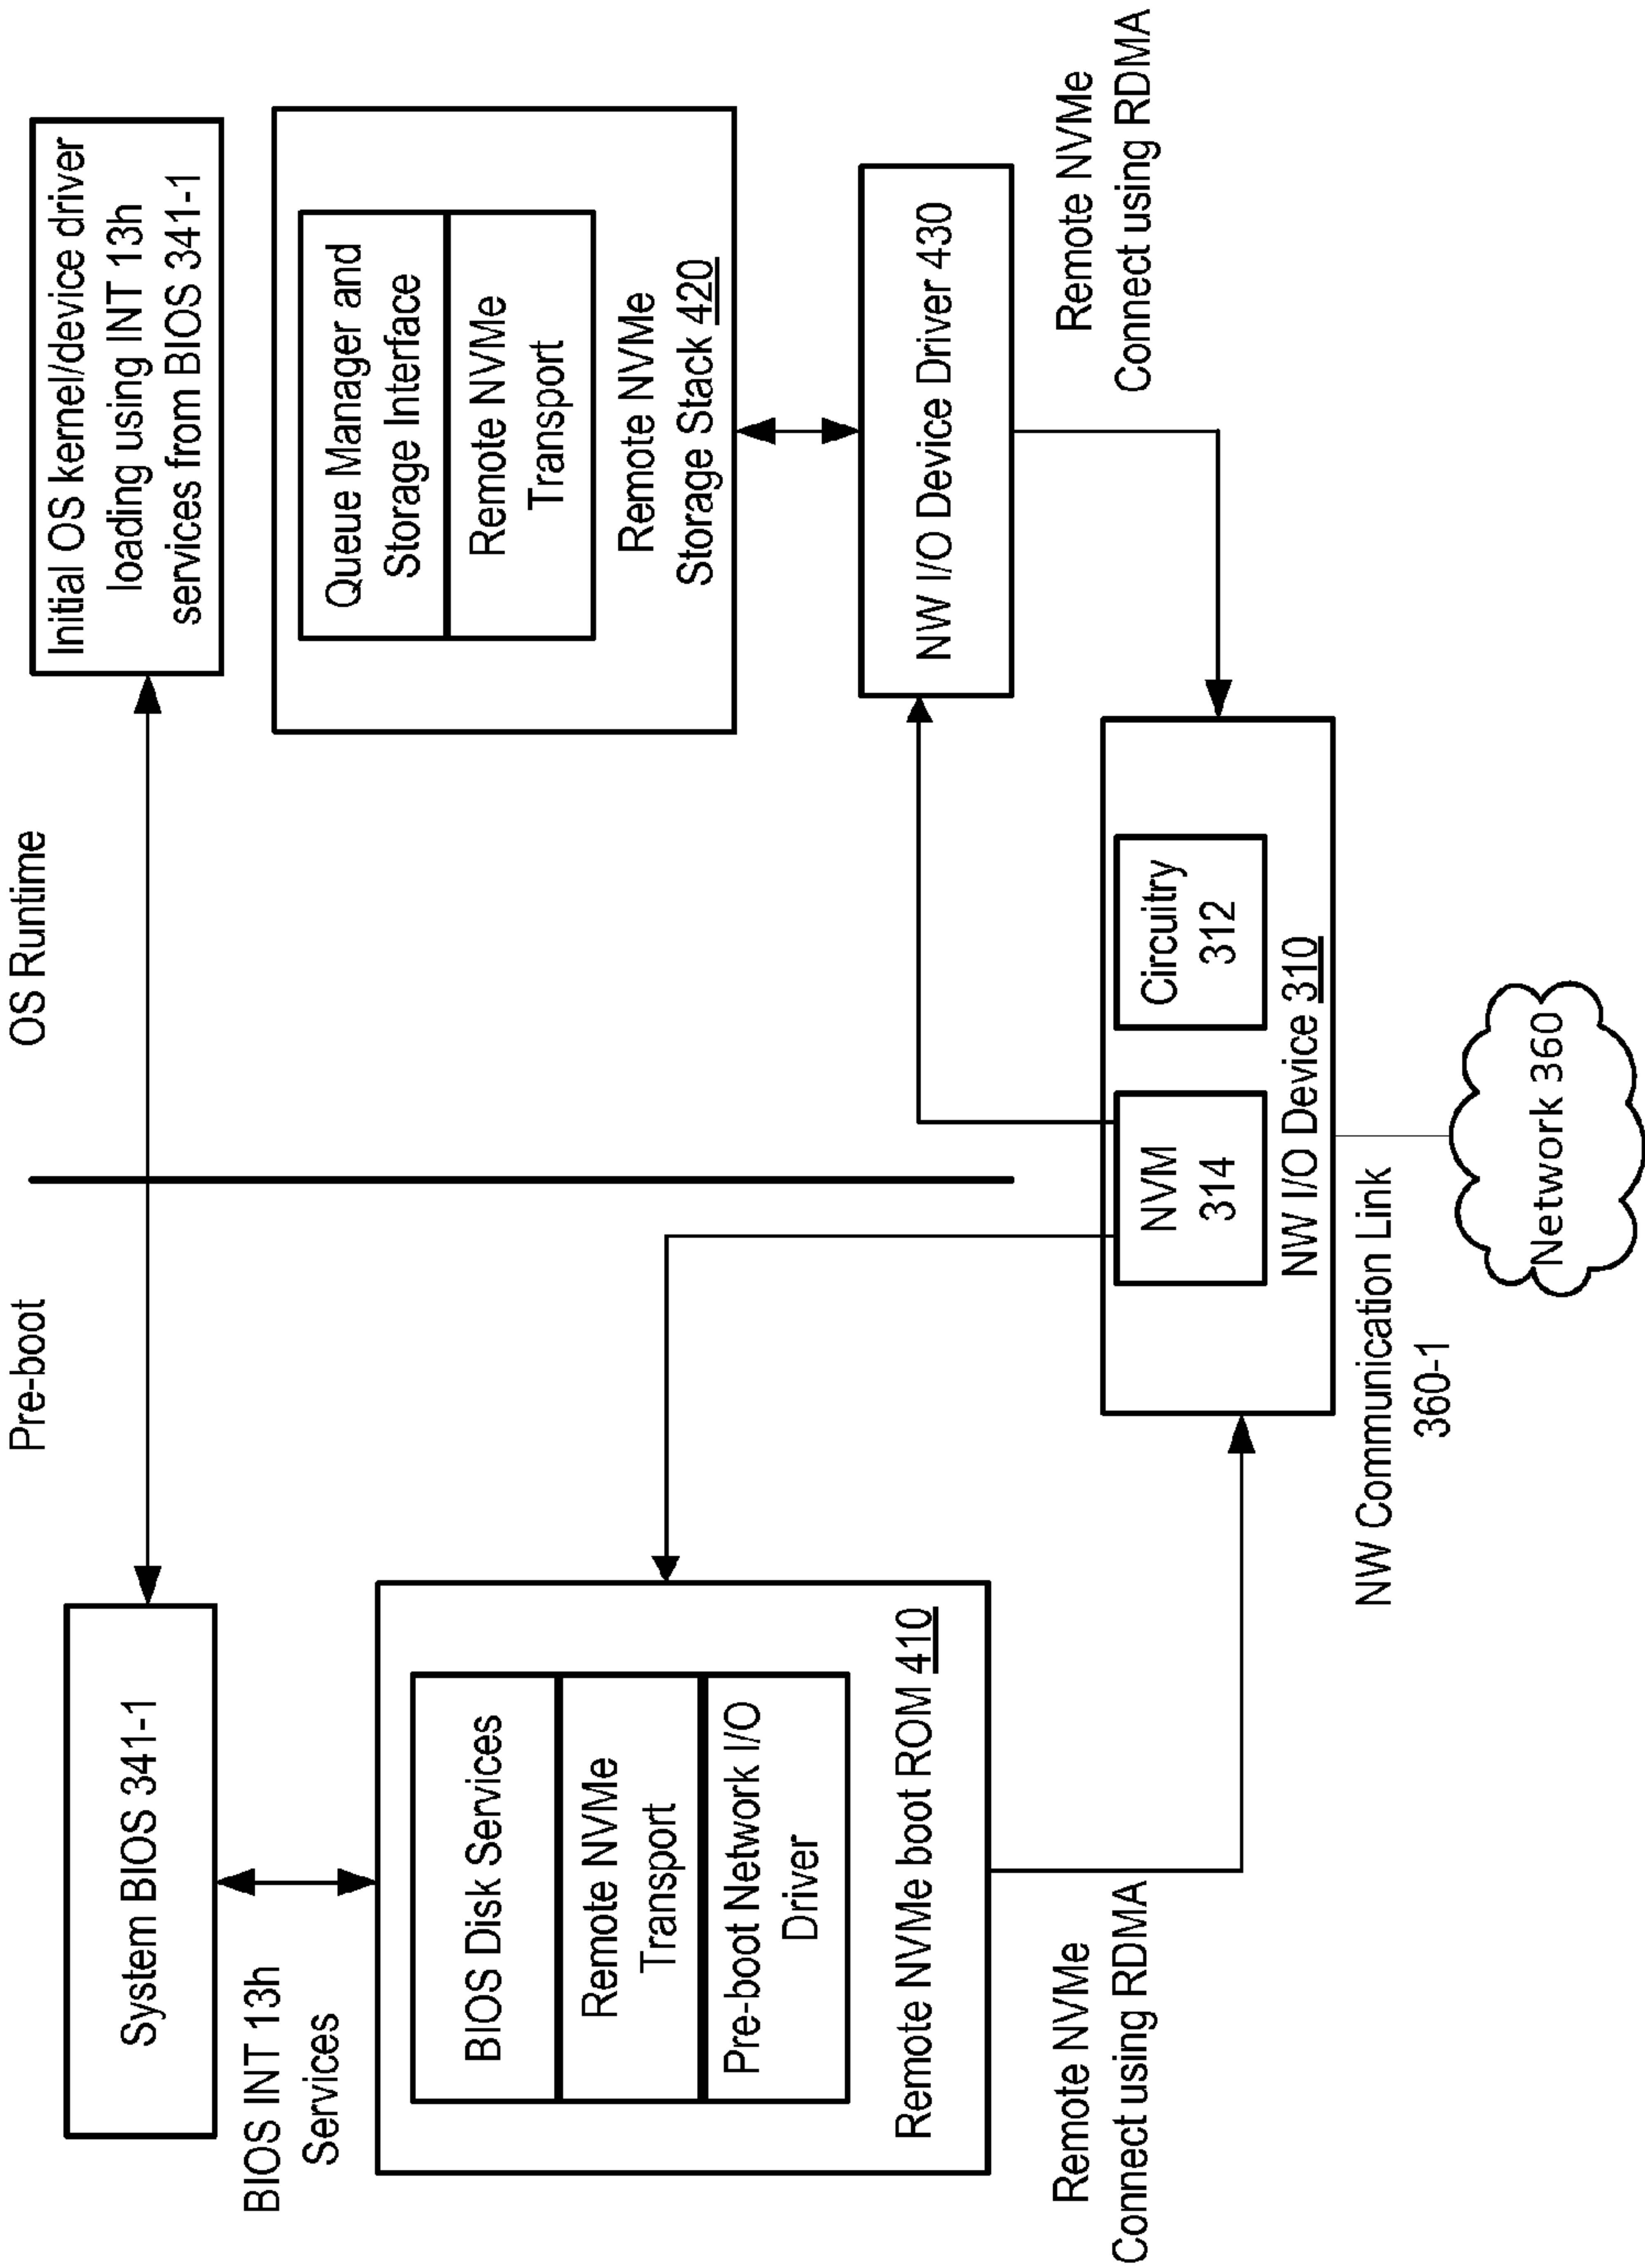 Pre-boot
OS Runtime
System BIOS 341-1
Initial OS kernel/device driver
loading using INT 13h
services from BIOS 341-1
BIOS INT 13h
Services
BIOS Disk Services
Remote NVMe
Transport
Pre-boot Network I/O
Driver
Remote NVMe boot ROM 410
Queue Manager and
Storage Interface
Remote NVMe
Transport
Remote NVMe
Storage Stack 420
NW I/O Device Driver 430
Remote NVMe
Connect using RDMA
Remote NVMe
Connect using RDMA
NVM
314
Circuitry
312
NW I/O Device 310
NW Communication Link
360-1
Network 360